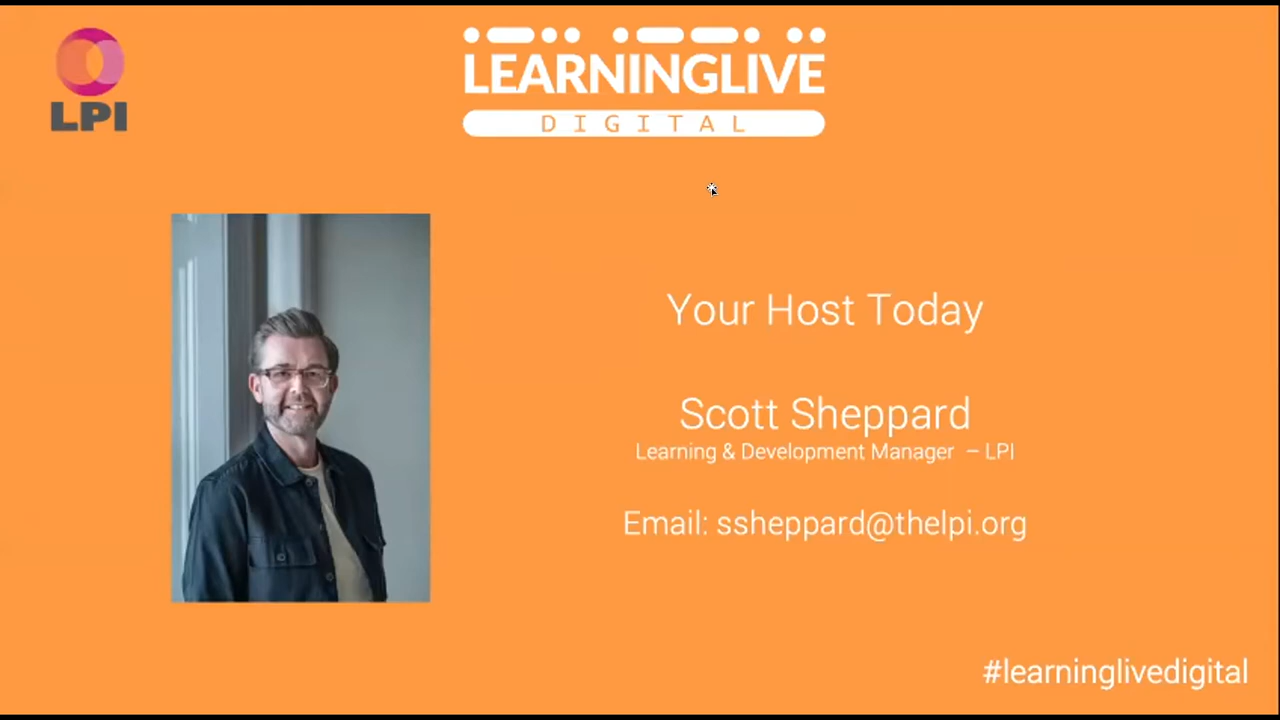 LPI
LEARNINGLIVE
DIGITAL
Your Host Today
Scott Sheppard
Learning & Development Manager – LPI
Email: ssheppard@thelpi.org
#learninglivedigital